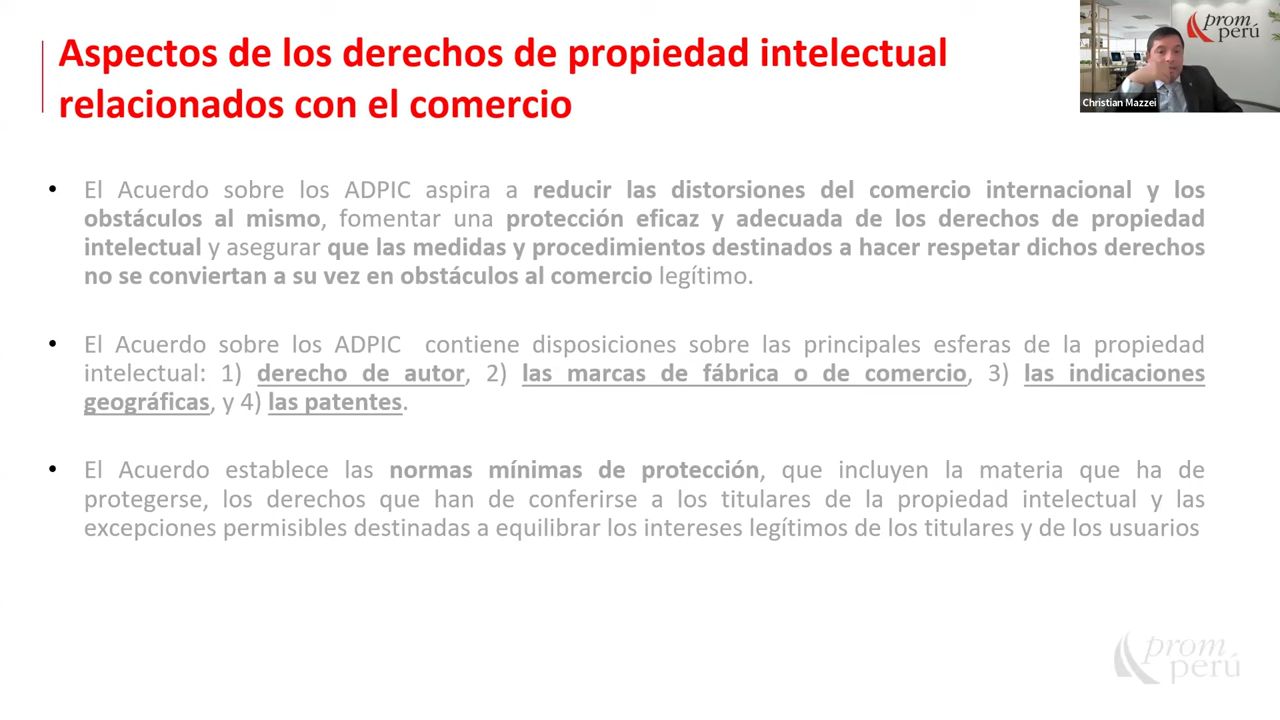 Aspectos de los derechos de propiedad intelectual
relacionados con el comercio
prom
perú
Christian Mazzei
• El Acuerdo sobre los ADPIC aspira a reducir las distorsiones del comercio internacional y los
obstáculos al mismo, fomentar una protección eficaz y adecuada de los derechos de propiedad
intelectual y asegurar que las medidas y procedimientos destinados a hacer respetar dichos derechos
no se conviertan a su vez en obstáculos al comercio legítimo.
• El Acuerdo sobre los ADPIC contiene disposiciones sobre las principales esferas de la propiedad
intelectual: 1) derecho de autor, 2) las marcas de fábrica o de comercio, 3) las indicaciones
geográficas, y 4) las patentes.
• El Acuerdo establece las normas mínimas de protección, que incluyen la materia que ha de
protegerse, los derechos que han de conferirse a los titulares de la propiedad intelectual y las
excepciones permisibles destinadas a equilibrar los intereses legítimos de los titulares y de los usuarios
prom
perú